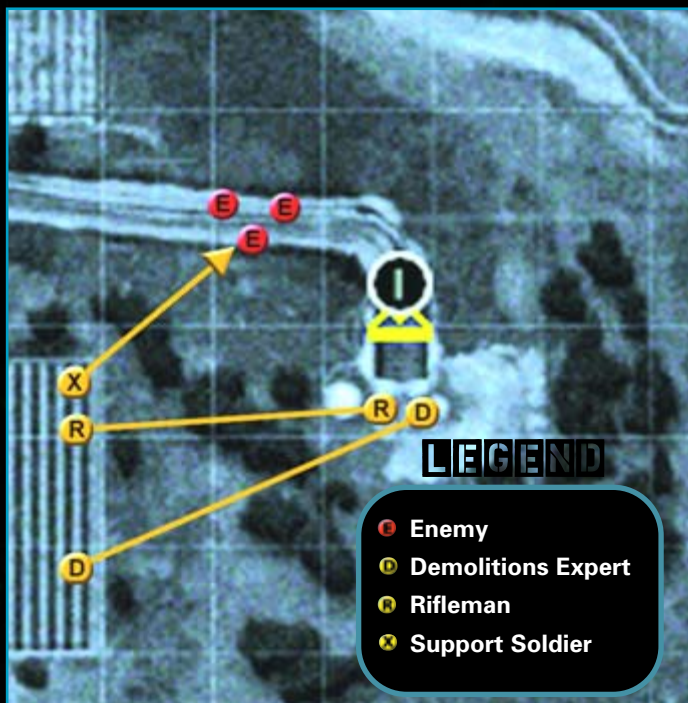 E
E
E
I
X
R
R
D
D
LEGEND
E Enemy
D Demolitions Expert
R Rifleman
X Support Soldier